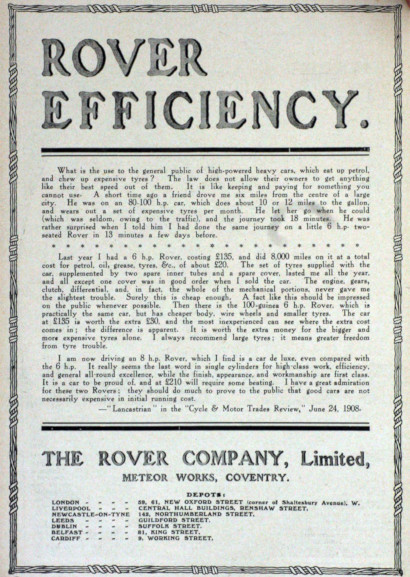 ROVER
EFFICIENCY.
What is the use to the general public of high-powered heavy cars, which eat up petrol,
and chew up expensive tyres? The law does not allow their owners to get anything
like their best speed out of them. It is like keeping and paying for something you
cannot use. A short time ago a friend drove me six miles from the centre of a large
city. He was on an 80-100 h.p. car, which does about 10 or 12 miles to the gallon,
and wears out a set of expensive tyres per month. He let her go when he could
(which was seldom, owing to the traffic), and the journey took 18 minutes. He was
rather surprised when I told him I had done the same journey on a little 6 h.p. two-
seated Rover in 13 minutes a few days before.
Last year I had a 6 h.p. Rover, costing £135, and did 8,000 miles on it at a total
cost for petrol, oil, grease, tyres, &c., of about £20. The set of tyres supplied with the
car, supplemented by two spare inner tubes and a spare cover, lasted me all the year,
and all except one cover was in good order when I sold the car. The engine, gears,
clutch, differential, and, in fact, the whole of the mechanical portions, never gave me
the slightest trouble. Surely this is cheap enough. A fact like this should be impressed
on the public whenever possible. Then there is the 100-guinea 6 h.p. Rover, which is
practically the same car, but has cheaper body, wire wheels and smaller tyres. The car
at £135 is worth the extra £30, and the most inexperienced can see where the extra cost
comes in; the difference is apparent. It is worth the extra money for the bigger and
more expensive tyres alone. I always recommend large tyres; it means greater freedom
from tyre trouble.
I am now driving an 8 h.p. Rover, which I find is a car de luxe, even compared with
the 6 h.p. It really seems the last word in single cylinders for high-class work, efficiency,
and general all-round excellence, while the finish, appearance, and workmanship are first class.
It is a car to be proud of, and at £210 will require some beating. I have a great admiration
for these two Rovers; they should do much to prove to the public that good cars are not
necessarily expensive in initial running cost.
—"Lancastrian" in the "Cycle & Motor Trades Review," June 24, 1908.
THE ROVER COMPANY, Limited,
METEOR WORKS, COVENTRY.
DEPOTS:
LONDON - - - - 59, 61, NEW OXFORD STREET (corner of Shaftesbury Avenue), W.
LIVERPOOL - - - CENTRAL HALL BUILDINGS, RENSHAW STREET.
NEWCASTLE-ON-TYNE 148, NORTHUMBERLAND STREET.
LEEDS - - - - GUILDFORD STREET.
DUBLIN - - - - SUFFOLK STREET.
BELFAST - - - - 81, KING STREET.
CARDIFF - - - - 9, WORKING STREET.